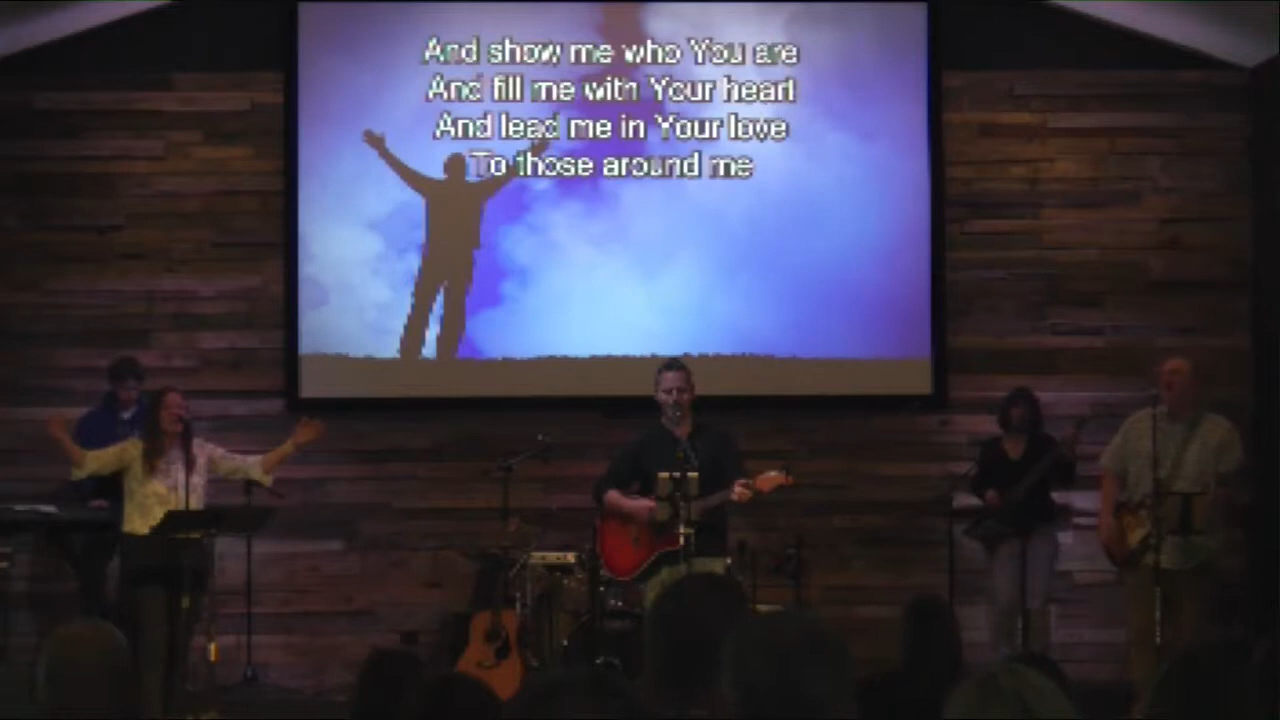 And show me who You are
And fill me with Your heart
And lead me in Your love
To those around me